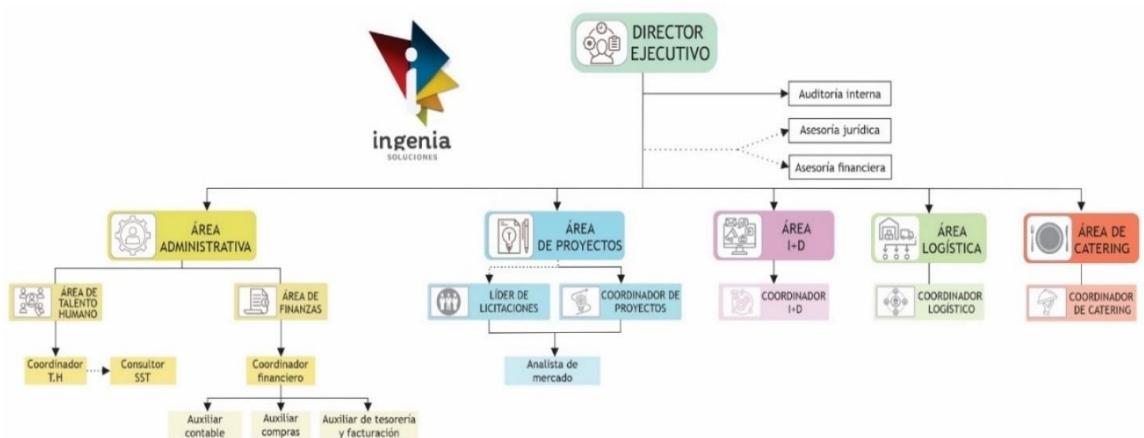 DIRECTOR
EJECUTIVO
ingenia
SOLUCIONES
Auditoría interna
Asesoría jurídica
Asesoría financiera
ÁREA
ADMINISTRATIVA
ÁREA
DE PROYECTOS
ÁREA
I+D
ÁREA
LOGÍSTICA
ÁREA DE
CATERING
ÁREA DE
TALENTO
HUMANO
ÁREA DE
FINANZAS
LÍDER DE
LICITACIONES
COORDINADOR DE
PROYECTOS
COORDINADOR
I+D
COORDINADOR
LOGÍSTICO
COORDINADOR
DE CATERING
Coordinador
T.H
Consultor
SST
Coordinador
financiero
Analista de
mercado
Auxiliar
contable
Auxiliar
compras
Auxiliar de tesorería
y facturación